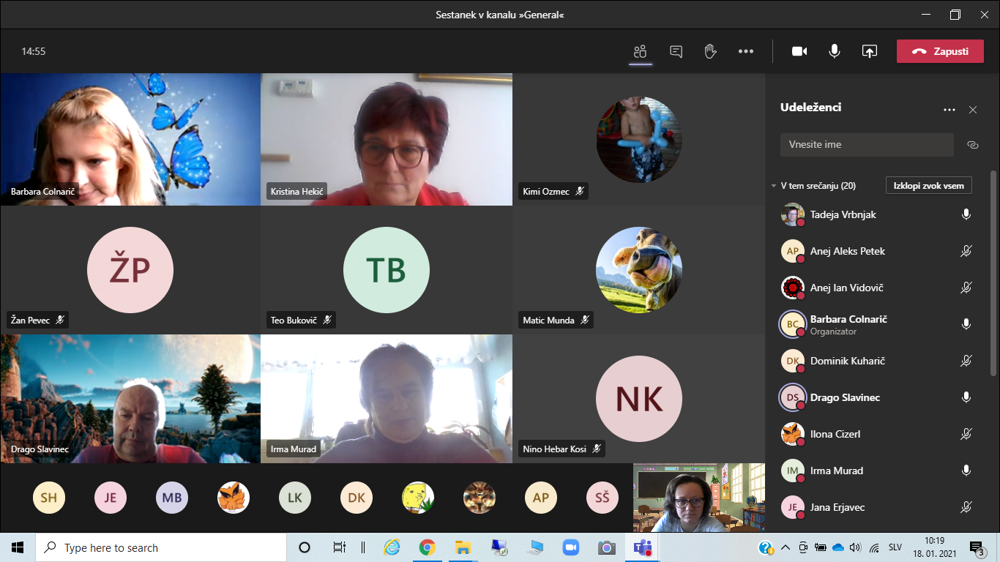 Sestanek v kanalu »General«
14:55
Zapusti
Barbara Colnarič
Kristina Hekić
Kimi Ozmec
ŽP
Žan Pevec
TB
Teo Bukovič
Matic Munda
Drago Slavinec
Irma Murad
NK
Nino Hebar Kosi
SH
JE
MB
LK
DK
AP
SŠ
Udeleženci
Vnesite ime
V tem srečanju (20)
Izklopi zvok vsem
Tadeja Vrbnjak
AP
Anej Aleks Petek
Anej Ian Vidovič
BC
Barbara Colnarič
Organizator
DK
Dominik Kuharič
DS
Drago Slavinec
Ilona Cizerl
IM
Irma Murad
JE
Jana Erjavec
Type here to search
SLV
10:19
18. 01. 2021
3